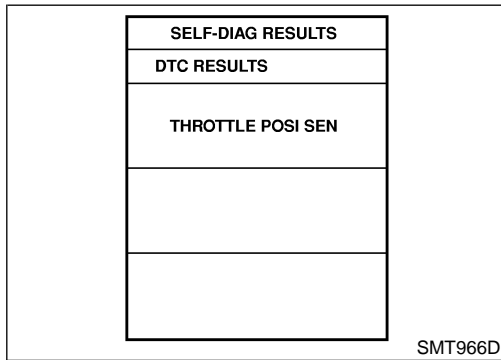 SELF-DIAG RESULTS
DTC RESULTS
THROTTLE POSI SEN
SMT966D